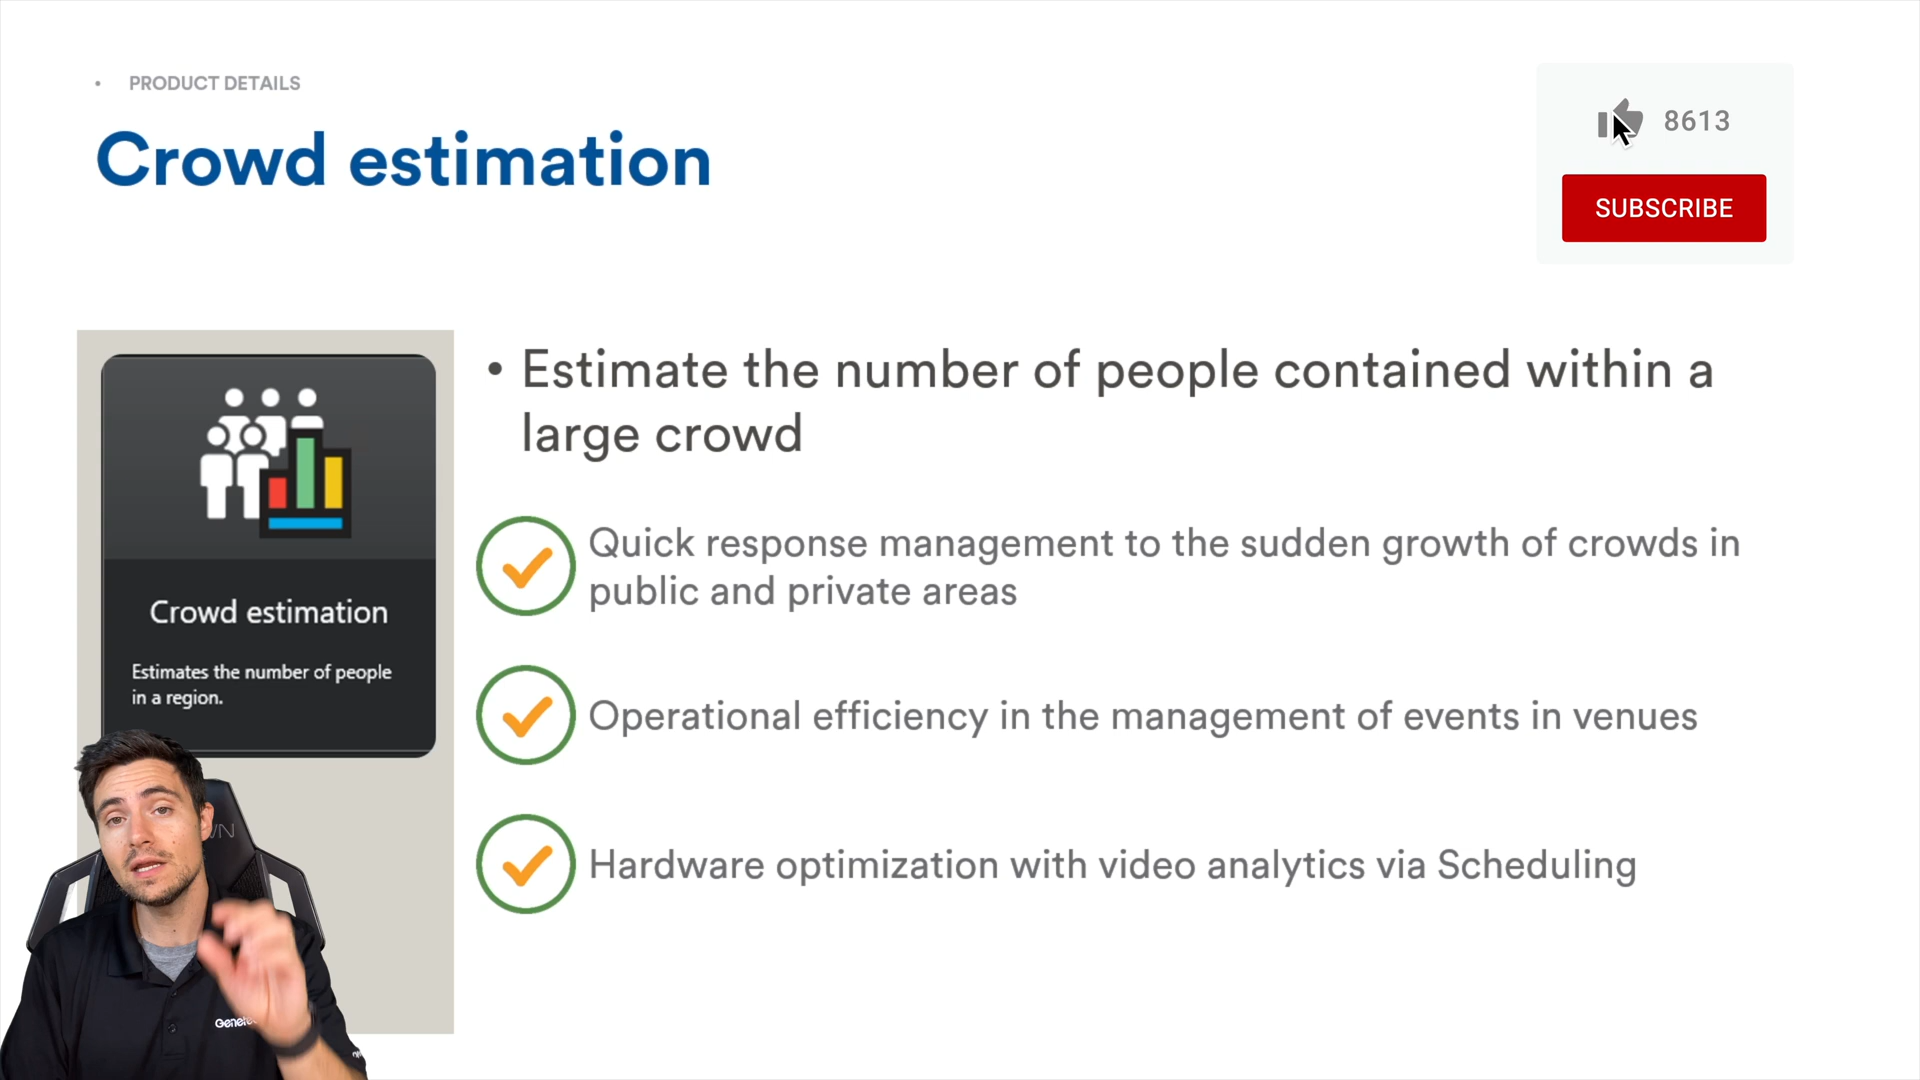 • PRODUCT DETAILS
Crowd estimation
8613
SUBSCRIBE
• Estimate the number of people contained within a
large crowd
Crowd estimation
Estimates the number of people
in a region.
Quick response management to the sudden growth of crowds in
public and private areas
Operational efficiency in the management of events in venues
Hardware optimization with video analytics via Scheduling